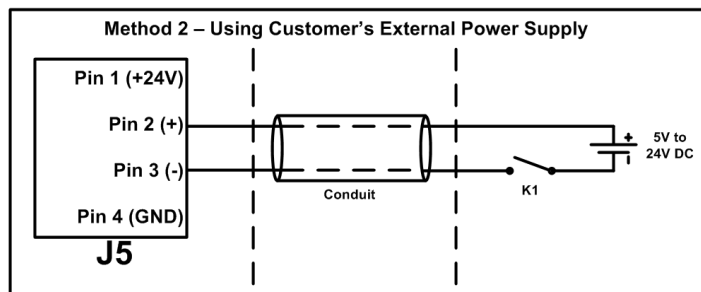 Method 2 – Using Customer's External Power Supply
Pin 1 (+24V)
Pin 2 (+)
Pin 3 (-)
Pin 4 (GND)
J5
Conduit
K1
+
5V to
24V DC
-